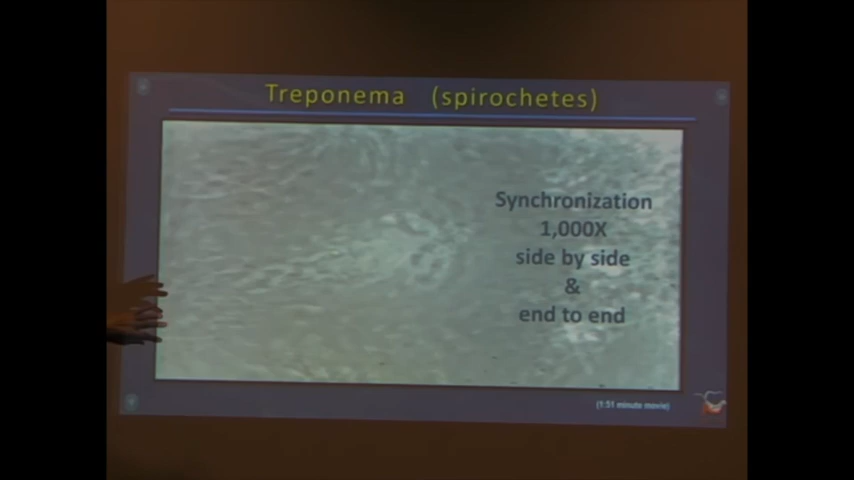 Treponema (spirochetes)
Synchronization
1,000X
side by side
&
end to end
(1:51 minute movie)